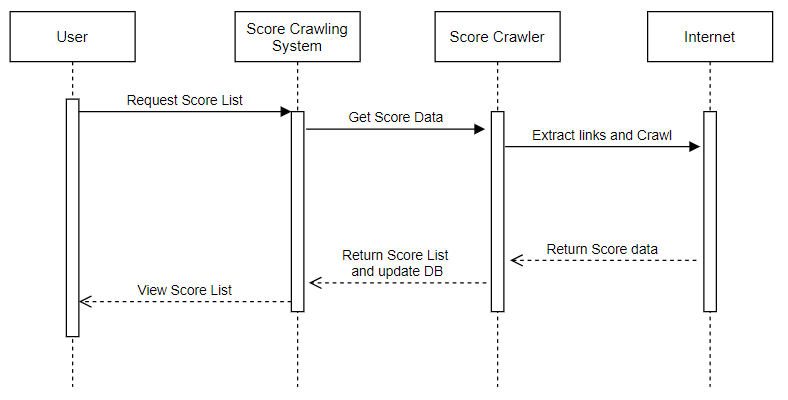 User
Score Crawling
System
Score Crawler
Internet
Request Score List
Get Score Data
Extract links and Crawl
Return Score data
Return Score List
and update DB
View Score List